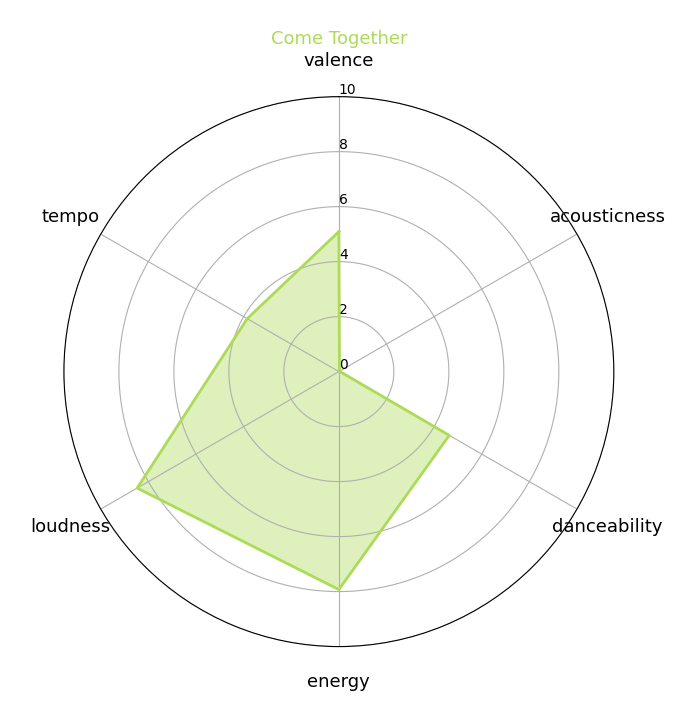 Come Together
valence
10
8
tempo
acousticness
6
4
2
0
loudness
danceability
energy